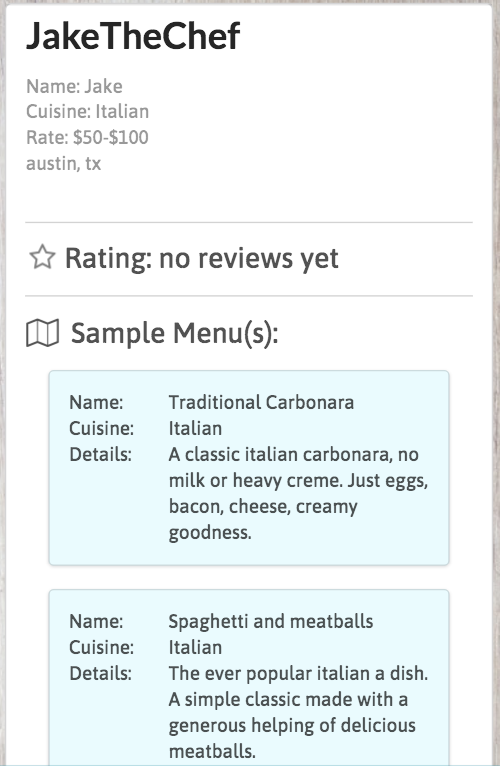 JakeTheChef
Name: Jake
Cuisine: Italian
Rate: $50-$100
austin, tx
Rating: no reviews yet
Sample Menu(s):
Name: Traditional Carbonara
Cuisine: Italian
Details: A classic italian carbonara, no
milk or heavy creme. Just eggs,
bacon, cheese, creamy
goodness.
Name: Spaghetti and meatballs
Cuisine: Italian
Details: The ever popular italian a dish.
A simple classic made with a
generous helping of delicious
meatballs.